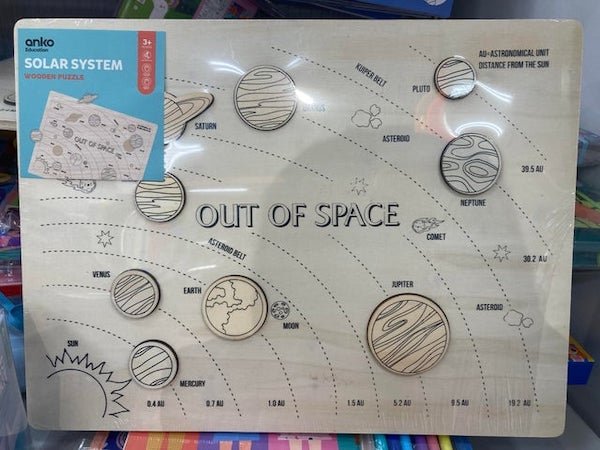 anko
Education
SOLAR SYSTEM
WOODEN PUZZLE
3+
OUT OF SPACE
AU=ASTRONOMICAL UNIT
DISTANCE FROM THE SUN
KUIPER BELT
PLUTO
URANUS
SATURN
ASTEROID
39.5 AU
NEPTUNE
OUT OF SPACE
COMET
ASTEROID BELT
30.2 AU
VENUS
EARTH
JUPITER
ASTEROID
MOON
SUN
MERCURY
0.4 AU
0.7 AU
1.0 AU
1.5 AU
5.2 AU
9.5 AU
19.2 AU